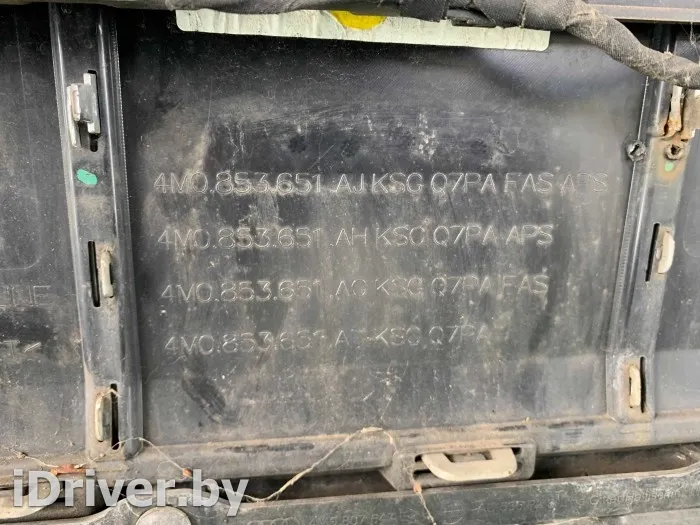 4M0.853.651 .AJ KSG Q7PA FAS APS
4M0.853.651 .AH KSG Q7PA APS
4M0.853.651 .AG KSG Q7PA FAS
4M0.853.651 KSG Q7PA
iDriver.by